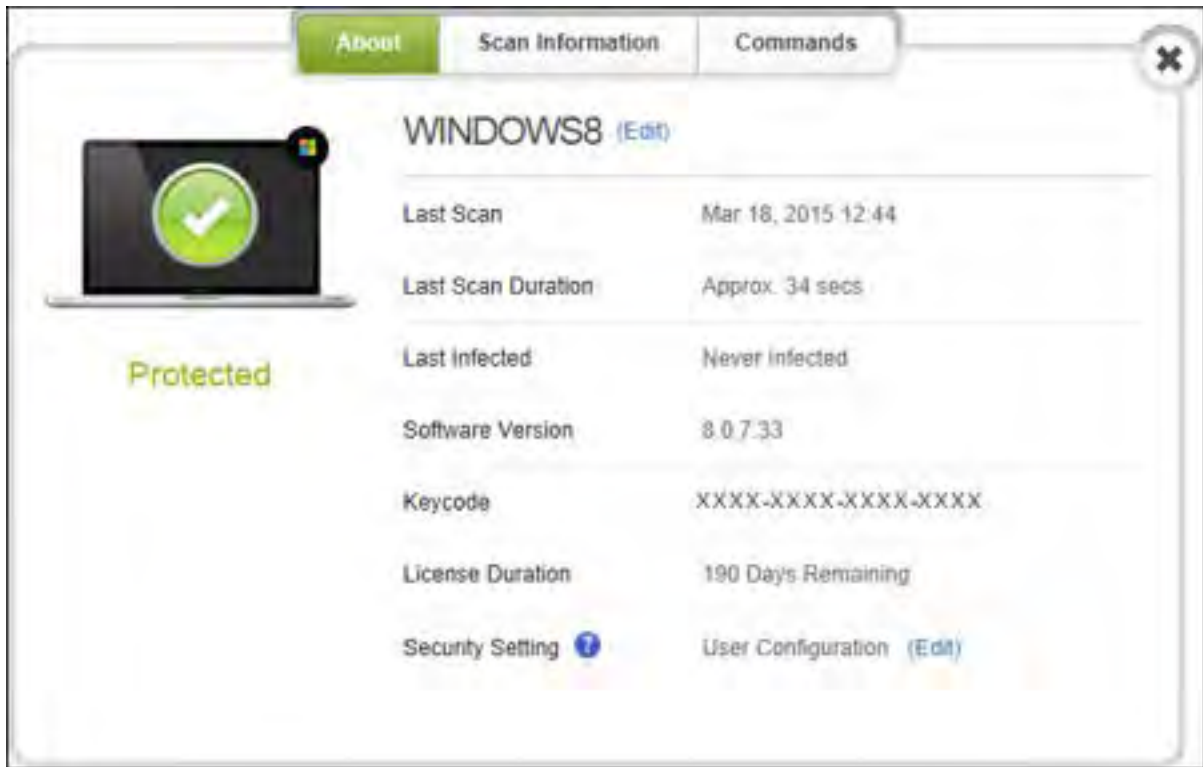 About Scan Information Commands
WINDOWS8 (Edit)
Last Scan Mar 18, 2015 12:44
Last Scan Duration Approx. 34 secs
Protected
Last Infected Never Infected
Software Version 8.0.7.33
Keycode XXXX-XXXX-XXXX-XXXX
License Duration 190 Days Remaining
Security Setting ? User Configuration (Edit)